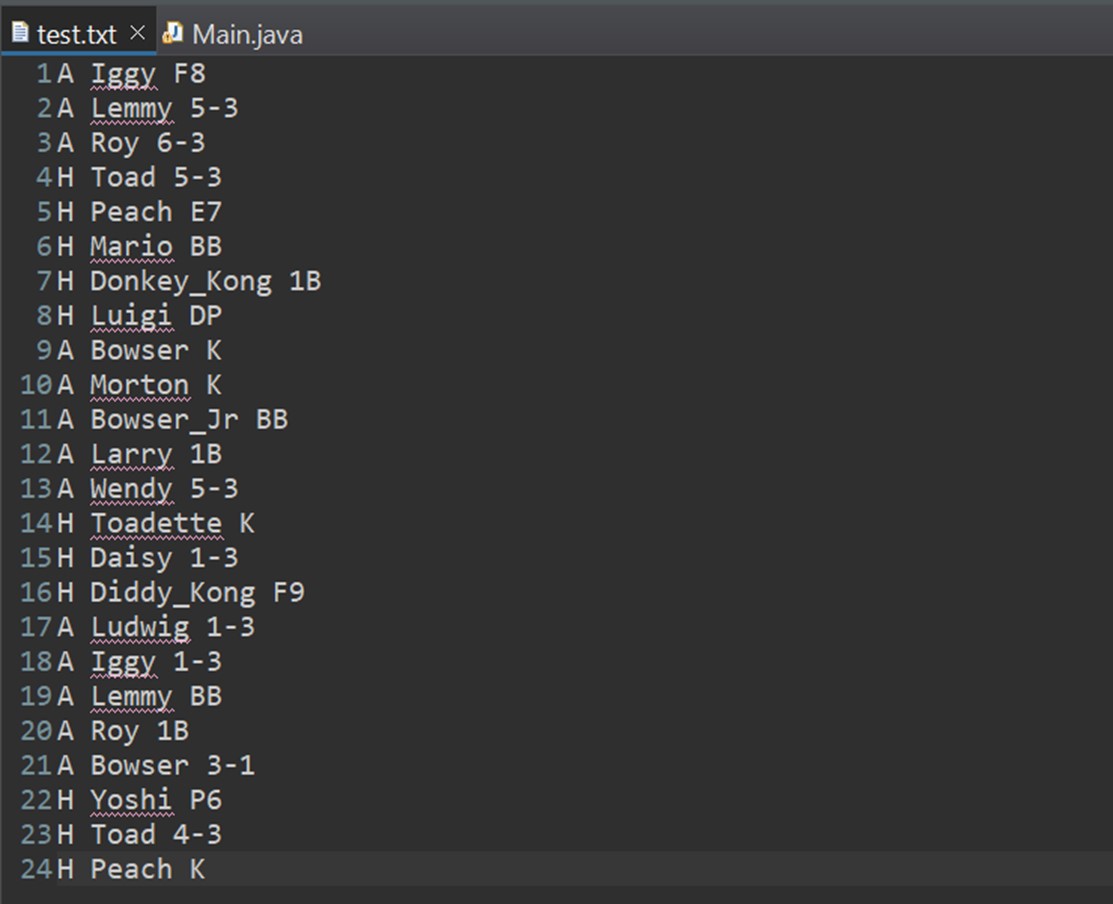 test.txt Main.java
1 A Iggy F8
2 A Lemmy 5-3
3 A Roy 6-3
4 H Toad 5-3
5 H Peach E7
6 H Mario BB
7 H Donkey_Kong 1B
8 H Luigi DP
9 A Bowser K
10 A Morton K
11 A Bowser_Jr BB
12 A Larry 1B
13 A Wendy 5-3
14 H Toadette K
15 H Daisy 1-3
16 H Diddy_Kong F9
17 A Ludwig 1-3
18 A Iggy 1-3
19 A Lemmy BB
20 A Roy 1B
21 A Bowser 3-1
22 H Yoshi P6
23 H Toad 4-3
24 H Peach K